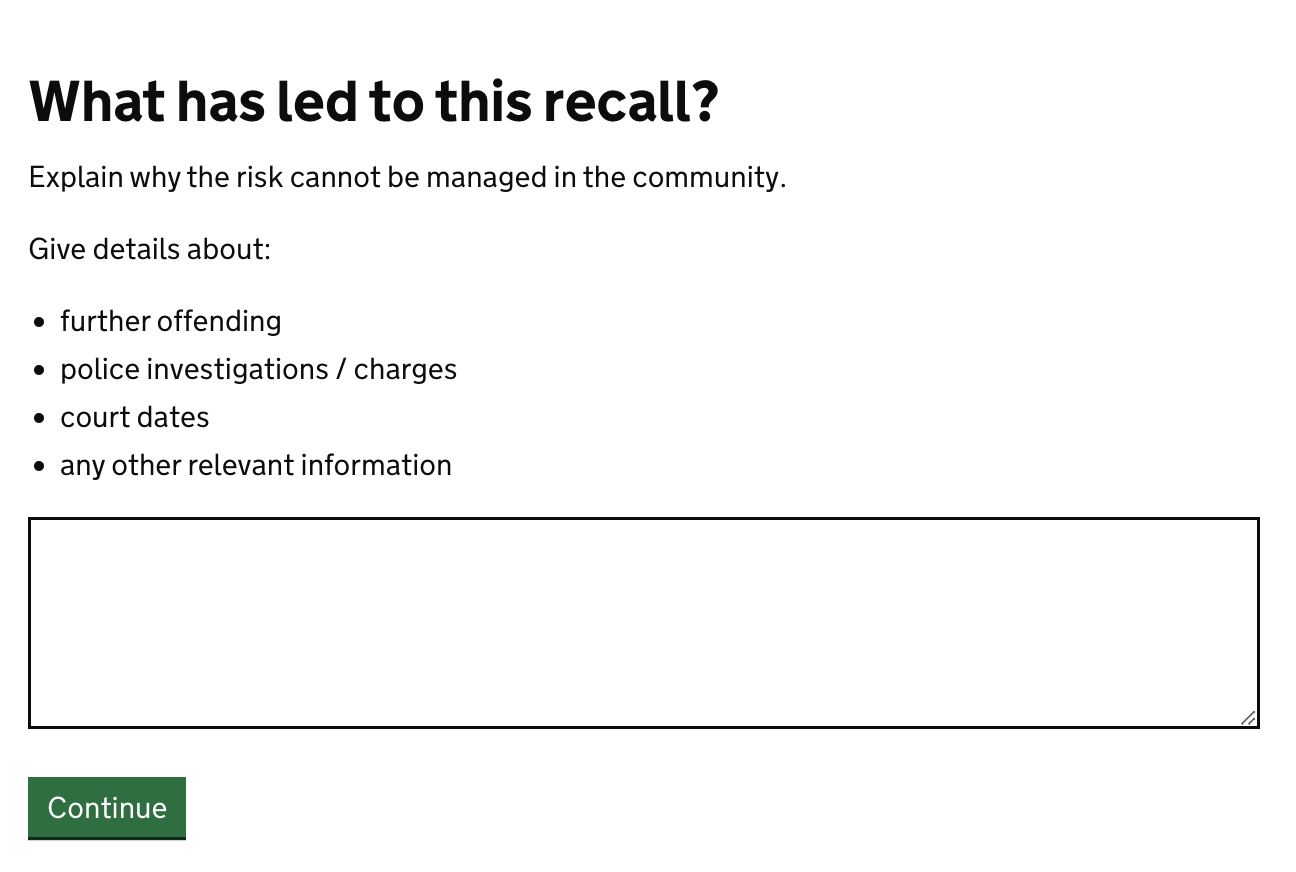 What has led to this recall?
Explain why the risk cannot be managed in the community.
Give details about:
• further offending
• police investigations / charges
• court dates
• any other relevant information
Continue